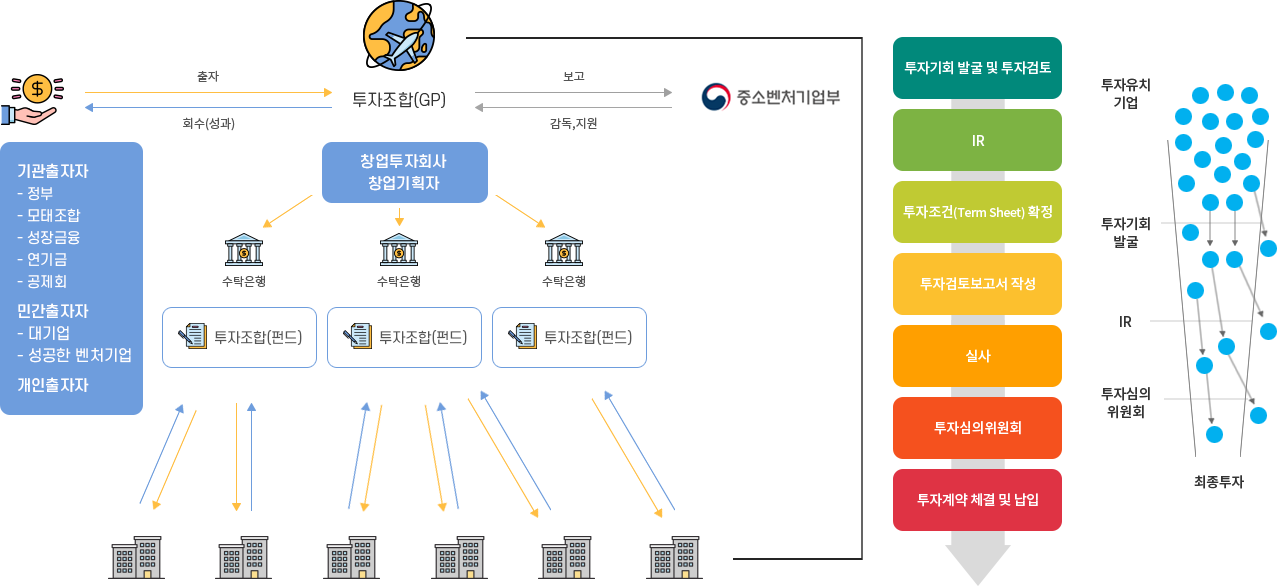 출자
회수(성과)
투자조합(GP)
보고
감독,지원
중소벤처기업부
기관출자자
- 정부
- 모태조합
- 성장금융
- 연기금
- 공제회
민간출자자
- 대기업
- 성공한 벤처기업
개인출자자
창업투자회사
창업기획자
수탁은행
수탁은행
수탁은행
투자조합(펀드)
투자조합(펀드)
투자조합(펀드)
투자기회 발굴 및 투자검토
IR
투자조건(Term Sheet) 확정
투자검토보고서 작성
실사
투자심의위원회
투자계약 체결 및 납입
투자유치
기업
투자기회
발굴
IR
투자심의
위원회
최종투자